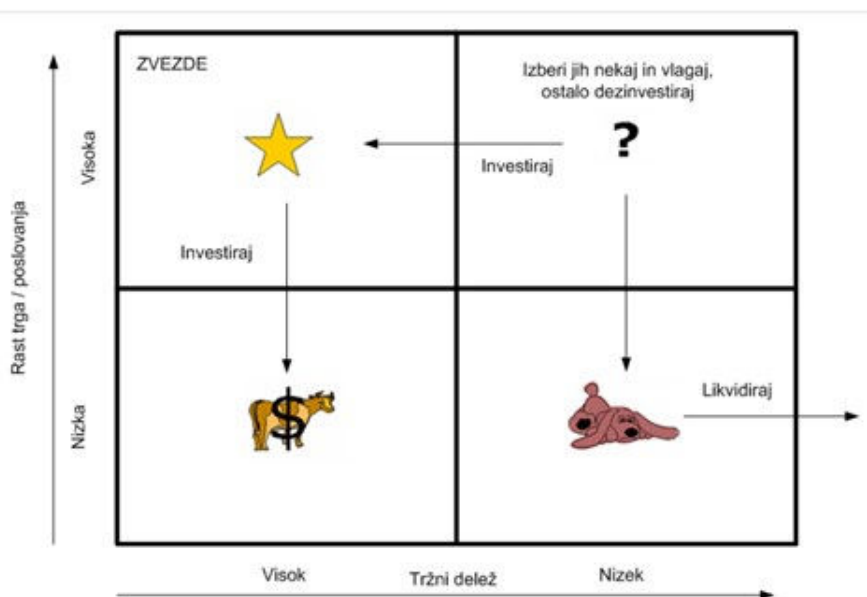 ZVEZDE
Izberi jih nekaj in vlagaj,
ostalo dezinvestiraj
?
Investiraj
Investiraj
Visoka
Rast trga / poslovanja
Nizka
$
Likvidiraj
Visok
Tržni delež
Nizek